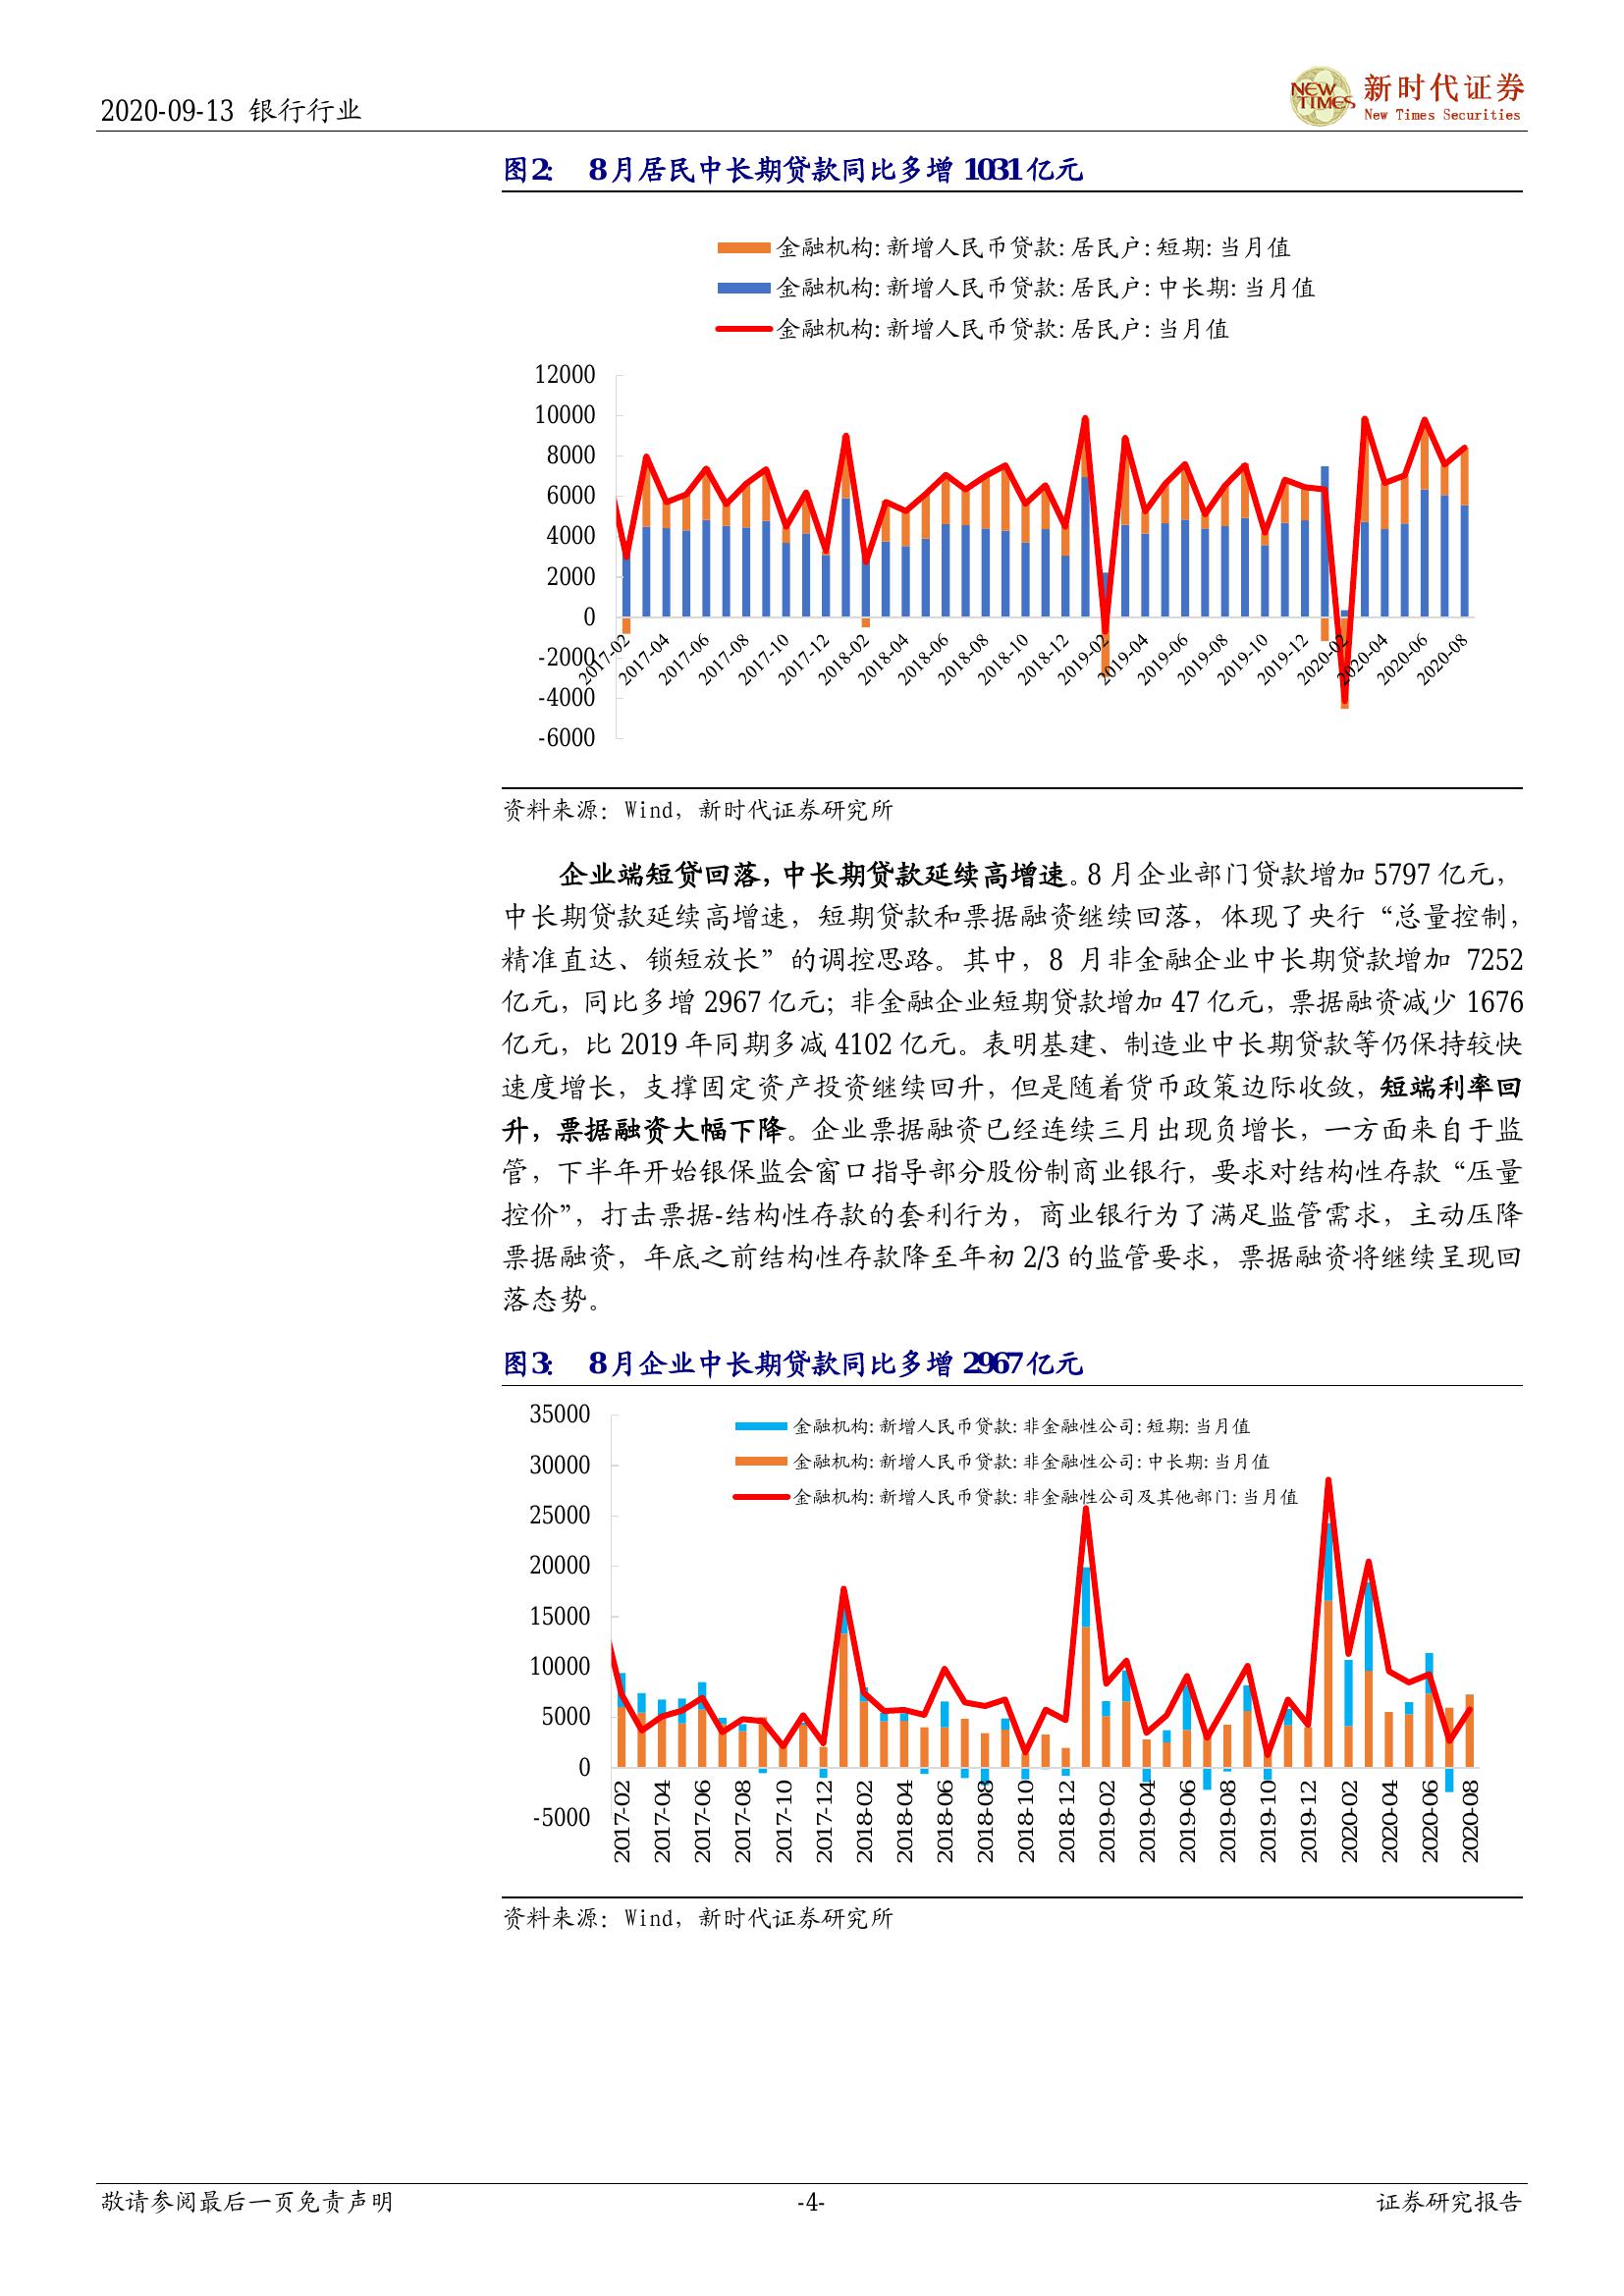 2020-09-13 银行行业
NEW TIMES
新时代证券
New Times Securities
图2: 8月居民中长期贷款同比多增 1031 亿元
金融机构:新增人民币贷款:居民户:短期:当月值
金融机构:新增人民币贷款:居民户:中长期:当月值
金融机构:新增人民币贷款:居民户:当月值
12000
10000
8000
6000
4000
2000
0
-2000
-4000
-6000
2017-02 2017-04 2017-06 2017-08 2017-10 2017-12 2018-02 2018-04 2018-06 2018-08 2018-10 2018-12 2019-02 2019-04 2019-06 2019-08 2019-10 2019-12 2020-02 2020-04 2020-06 2020-08
资料来源：Wind，新时代证券研究所
企业端短贷回落，中长期贷款延续高增速。8 月企业部门贷款增加 5797 亿元，
中长期贷款延续高增速，短期贷款和票据融资继续回落，体现了央行“总量控制，
精准直达、锁短放长”的调控思路。其中，8 月非金融企业中长期贷款增加 7252
亿元，同比多增 2967 亿元；非金融企业短期贷款增加 47 亿元，票据融资减少 1676
亿元，比 2019 年同期多减 4102 亿元。表明基建、制造业中长期贷款等仍保持较快
速度增长，支撑固定资产投资继续回升，但是随着货币政策边际收敛，短端利率回
升，票据融资大幅下降。企业票据融资已经连续三月出现负增长，一方面来自于监
管，下半年开始银保监会窗口指导部分股份制商业银行，要求对结构性存款“压量
控价”，打击票据-结构性存款的套利行为，商业银行为了满足监管需求，主动压降
票据融资，年底之前结构性存款降至年初 2/3 的监管要求，票据融资将继续呈现回
落态势。
图3: 8月企业中长期贷款同比多增 2967 亿元
35000
30000
25000
20000
15000
10000
5000
0
-5000
金融机构:新增人民币贷款:非金融性公司:短期:当月值
金融机构:新增人民币贷款:非金融性公司:中长期:当月值
金融机构:新增人民币贷款:非金融性公司及其他部门:当月值
2017-02 2017-04 2017-06 2017-08 2017-10 2017-12 2018-02 2018-04 2018-06 2018-08 2018-10 2018-12 2019-02 2019-04 2019-06 2019-08 2019-10 2019-12 2020-02 2020-04 2020-06 2020-08
资料来源：Wind，新时代证券研究所
敬请参阅最后一页免责声明
-4-
证券研究报告